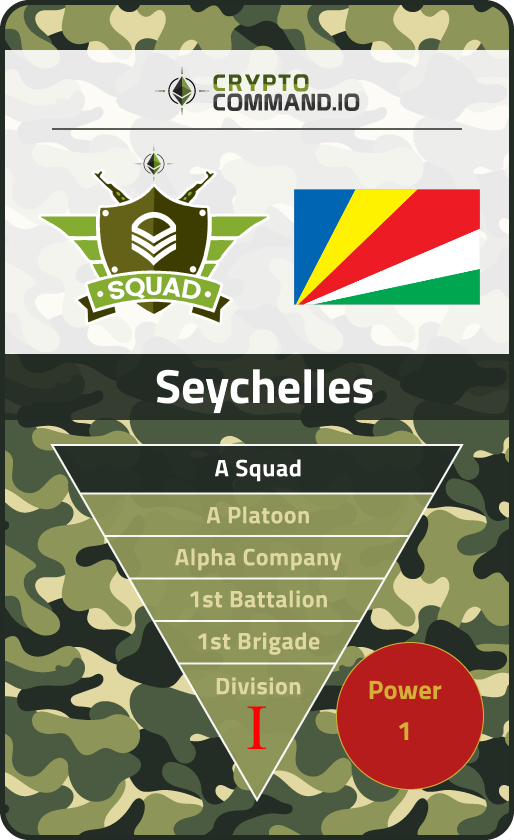 CRYPTO
COMMAND.IO
SQUAD
Seychelles
A Squad
A Platoon
Alpha Company
1st Battalion
1st Brigade
Division
I
Power
1